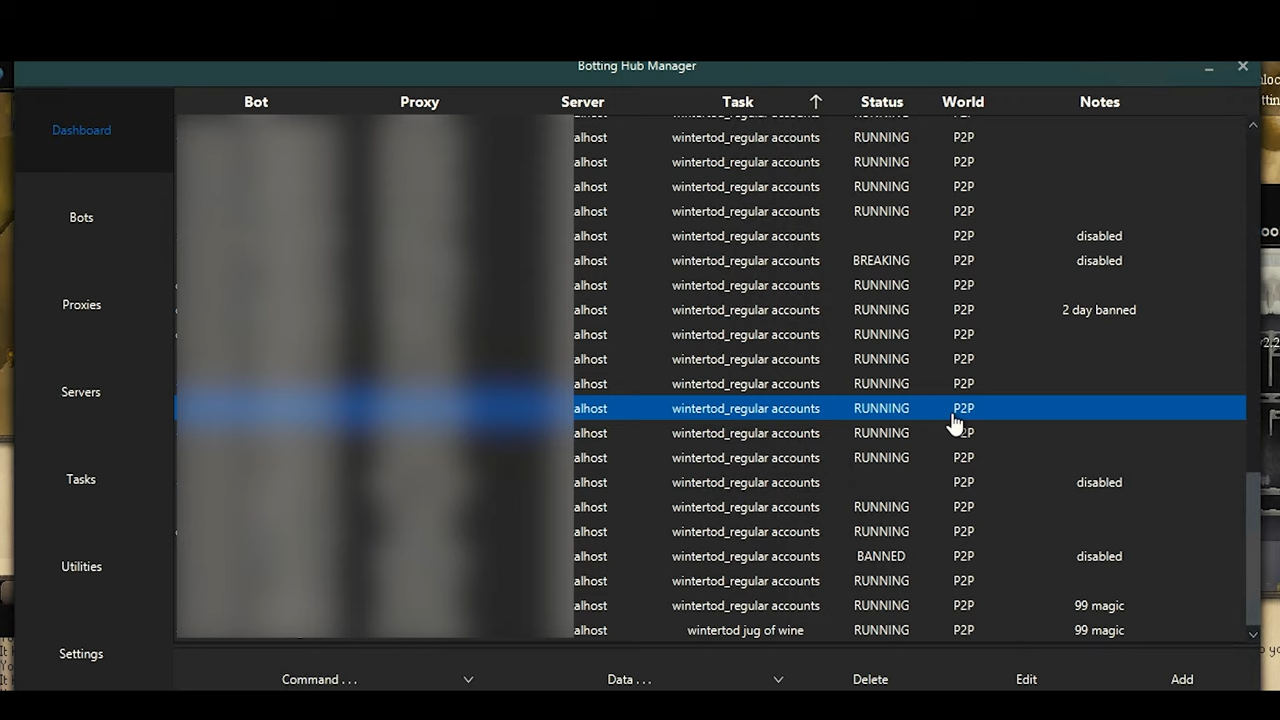 Botting Hub Manager
Bot Proxy Server Task Status World Notes
Dashboard
alhost wintertod_regular accounts RUNNING P2P
alhost wintertod_regular accounts RUNNING P2P
alhost wintertod_regular accounts RUNNING P2P
Bots
alhost wintertod_regular accounts RUNNING P2P
alhost wintertod_regular accounts P2P disabled
alhost wintertod_regular accounts BREAKING P2P disabled
alhost wintertod_regular accounts RUNNING P2P
Proxies
alhost wintertod_regular accounts RUNNING P2P 2 day banned
alhost wintertod_regular accounts RUNNING P2P
alhost wintertod_regular accounts RUNNING P2P
alhost wintertod_regular accounts RUNNING P2P
Servers
alhost wintertod_regular accounts RUNNING P2P
alhost wintertod_regular accounts RUNNING P2P
alhost wintertod_regular accounts RUNNING P2P
Tasks
alhost wintertod_regular accounts P2P disabled
alhost wintertod_regular accounts RUNNING P2P
alhost wintertod_regular accounts RUNNING P2P
alhost wintertod_regular accounts BANNED P2P disabled
Utilities
alhost wintertod_regular accounts RUNNING P2P
alhost wintertod_regular accounts RUNNING P2P 99 magic
alhost wintertod jug of wine RUNNING P2P 99 magic
Settings
Command . . . Data . . . Delete Edit Add